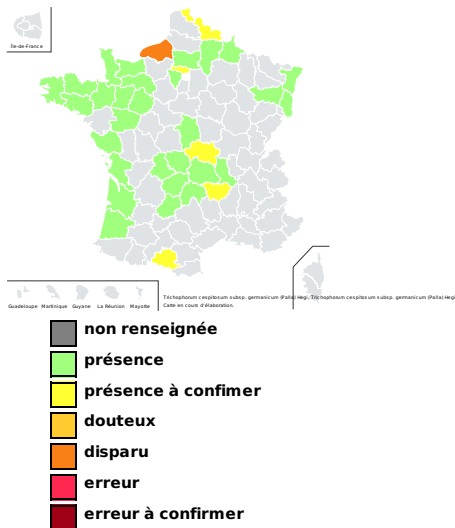 Île-de-France
Guadeloupe Martinique Guyane La Réunion Mayotte
Trichophorum cespitosum subsp. germanicum (Palla) Hegi, Trichophorum cespitosum subsp. germanicum (Palla) Hegi
Carte en cours d'élaboration.
non renseignée
présence
présence à confimer
douteux
disparu
erreur
erreur à confirmer